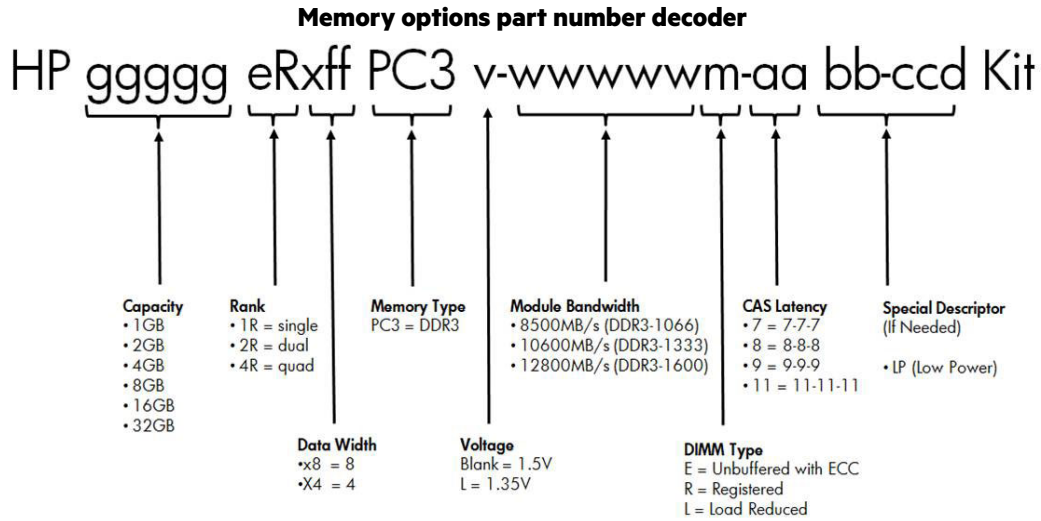 Memory options part number decoder
HP ggggg eRxff PC3 v-wwwwwm-aa bb-ccd Kit
Capacity
• 1GB
• 2GB
• 4GB
• 8GB
• 16GB
• 32GB
Rank
• 1R = single
• 2R = dual
• 4R = quad
Memory Type
PC3 = DDR3
Module Bandwidth
• 8500MB/s (DDR3-1066)
• 10600MB/s (DDR3-1333)
• 12800MB/s (DDR3-1600)
CAS Latency
• 7 = 7-7-7
• 8 = 8-8-8
• 9 = 9-9-9
• 11 = 11-11-11
Special Descriptor
(If Needed)
• LP (Low Power)
Data Width
•x8 = 8
•X4 = 4
Voltage
Blank = 1.5V
L = 1.35V
DIMM Type
E = Unbuffered with ECC
R = Registered
L = Load Reduced